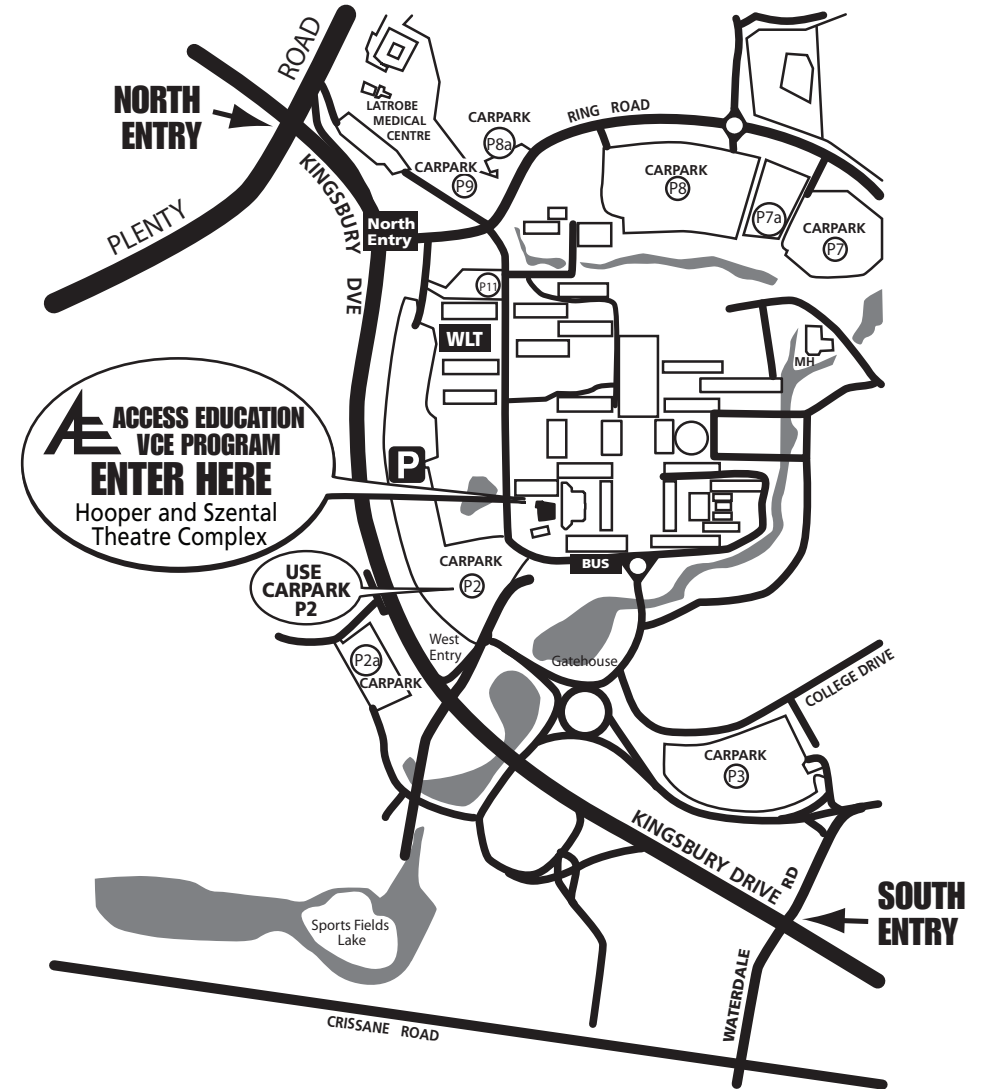 ROAD
NORTH
ENTRY
LATROBE
MEDICAL
CENTRE
CARPARK
P8a
RING ROAD
CARPARK
P9
CARPARK
P8
P7a
CARPARK
P7
KINGSBURY DVE
PLENTY
North
Entry
P11
WLT
MH
AE ACCESS EDUCATION
VCE PROGRAM
ENTER HERE
Hooper and Szental
Theatre Complex
P
CARPARK
P2
BUS
USE
CARPARK
P2
West
Entry
Gatehouse
P2a
CARPARK
COLLEGE DRIVE
CARPARK
P3
KINGSBURY DRIVE
RD
SOUTH
ENTRY
Sports Fields
Lake
WATERDALE
CRISSANE ROAD